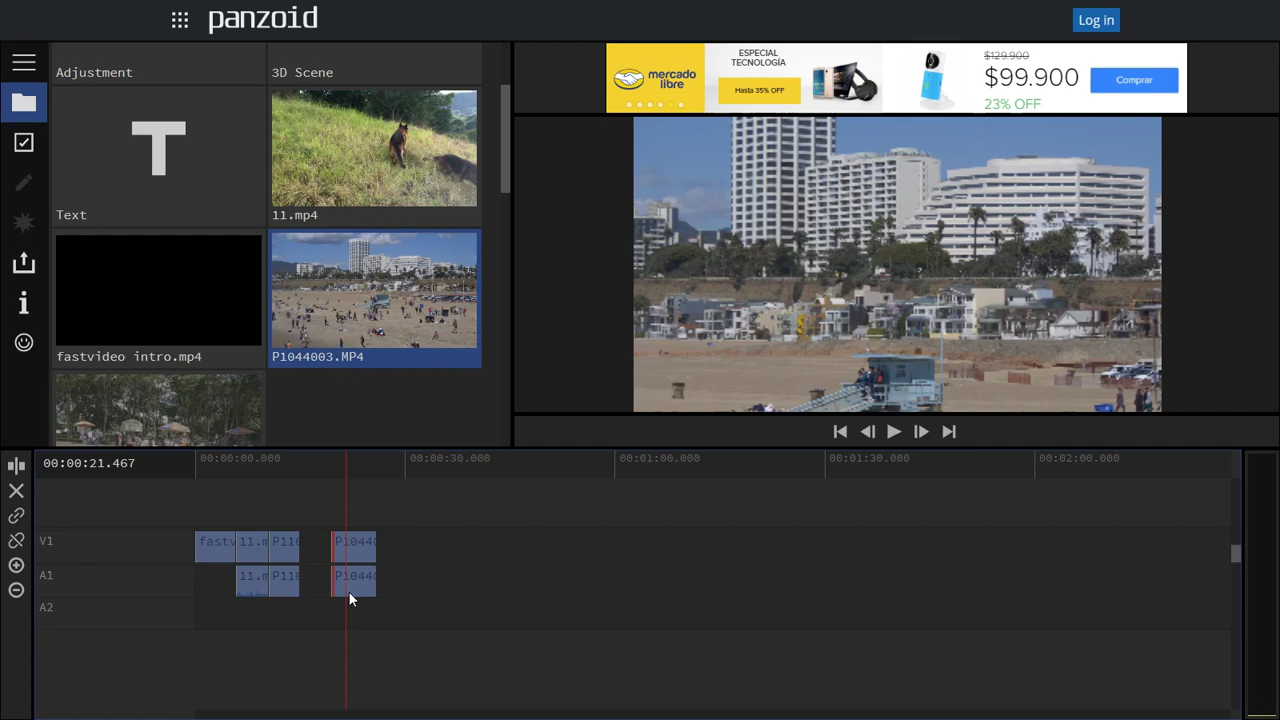 panzoid
Log in
Adjustment
3D Scene
T
Text
11.mp4
fastvideo intro.mp4
P1044003.MP4
mercado
libre
ESPECIAL
TECNOLOGÍA
Hasta 35% OFF
$129.900
$99.900
23% OFF
Comprar
00:00:21.467
00:00:00.000
00:00:30.000
00:01:00.000
00:01:30.000
00:02:00.000
V1
fastv
11.m
P110
P1044
A1
11.m
P110
P1044
A2